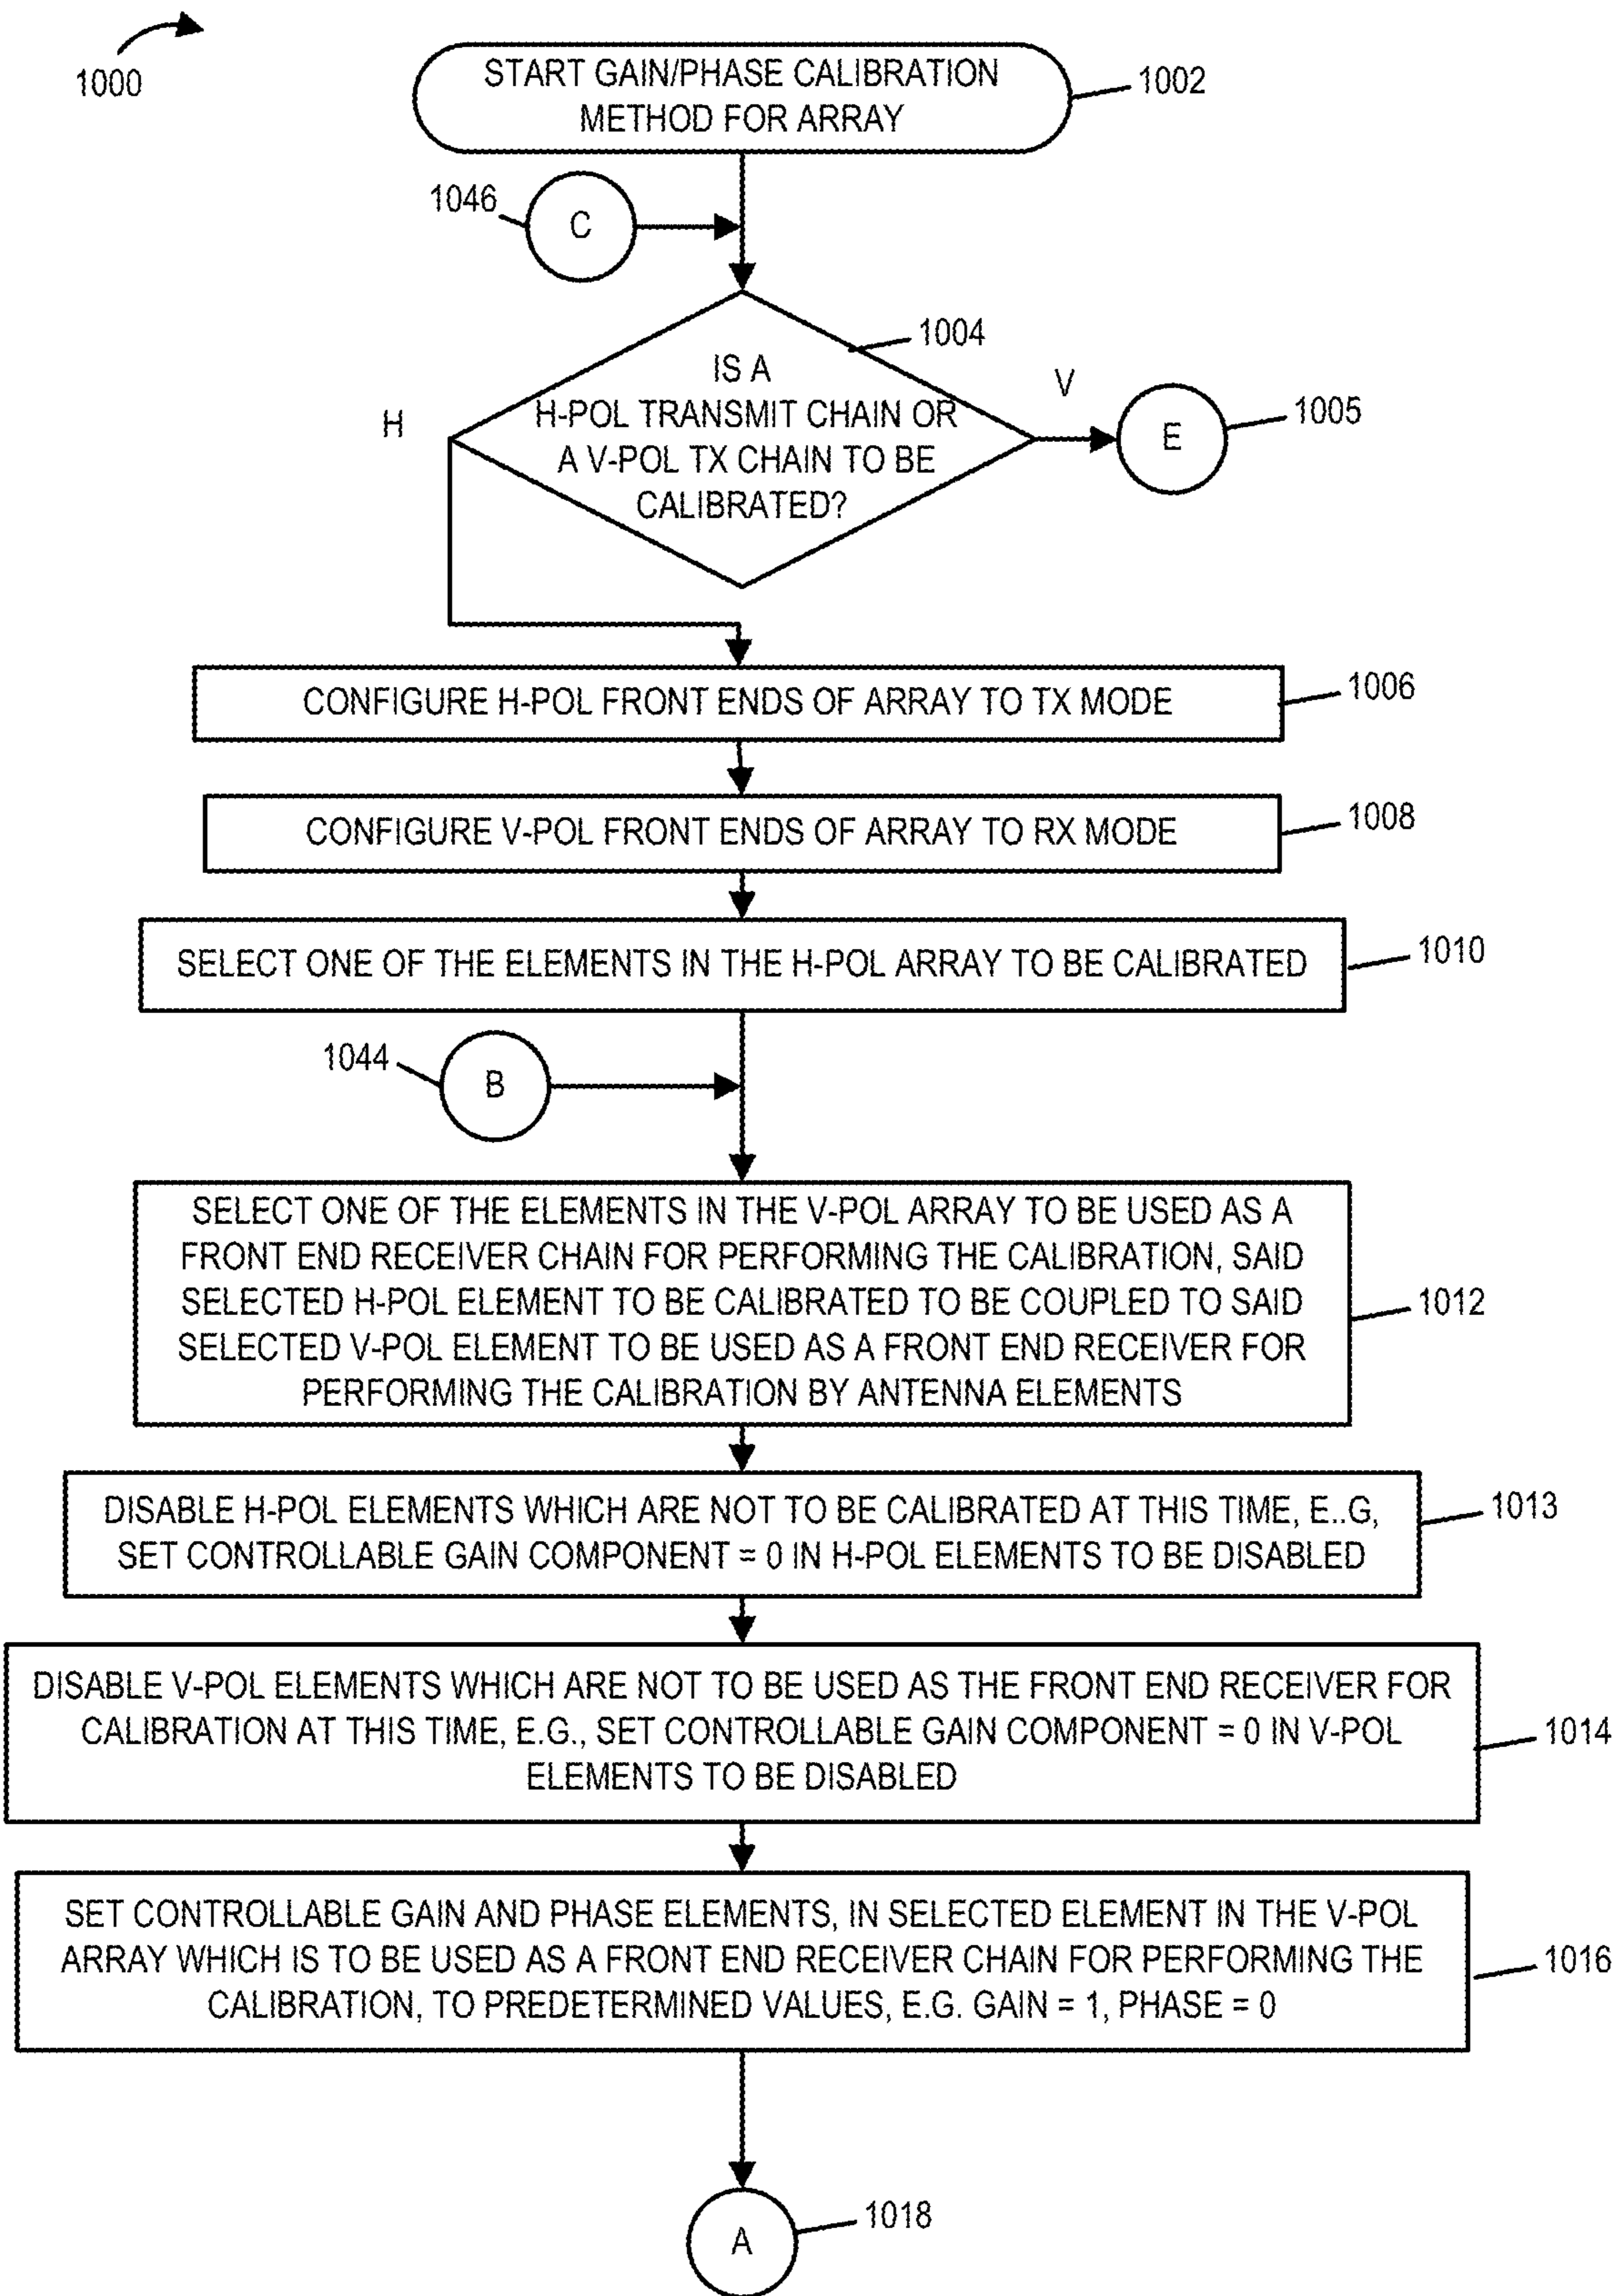 1000
START GAIN/PHASE CALIBRATION
METHOD FOR ARRAY
1002
1046
C
1004
IS A
H-POL TRANSMIT CHAIN OR
A V-POL TX CHAIN TO BE
CALIBRATED?
H
V
E
1005
CONFIGURE H-POL FRONT ENDS OF ARRAY TO TX MODE
1006
CONFIGURE V-POL FRONT ENDS OF ARRAY TO RX MODE
1008
SELECT ONE OF THE ELEMENTS IN THE H-POL ARRAY TO BE CALIBRATED
1010
1044
B
SELECT ONE OF THE ELEMENTS IN THE V-POL ARRAY TO BE USED AS A
FRONT END RECEIVER CHAIN FOR PERFORMING THE CALIBRATION, SAID
SELECTED H-POL ELEMENT TO BE CALIBRATED TO BE COUPLED TO SAID
SELECTED V-POL ELEMENT TO BE USED AS A FRONT END RECEIVER FOR
PERFORMING THE CALIBRATION BY ANTENNA ELEMENTS
1012
DISABLE H-POL ELEMENTS WHICH ARE NOT TO BE CALIBRATED AT THIS TIME, E..G,
SET CONTROLLABLE GAIN COMPONENT = 0 IN H-POL ELEMENTS TO BE DISABLED
1013
DISABLE V-POL ELEMENTS WHICH ARE NOT TO BE USED AS THE FRONT END RECEIVER FOR
CALIBRATION AT THIS TIME, E.G., SET CONTROLLABLE GAIN COMPONENT = 0 IN V-POL
ELEMENTS TO BE DISABLED
1014
SET CONTROLLABLE GAIN AND PHASE ELEMENTS, IN SELECTED ELEMENT IN THE V-POL
ARRAY WHICH IS TO BE USED AS A FRONT END RECEIVER CHAIN FOR PERFORMING THE
CALIBRATION, TO PREDETERMINED VALUES, E.G. GAIN = 1, PHASE = 0
1016
A
1018